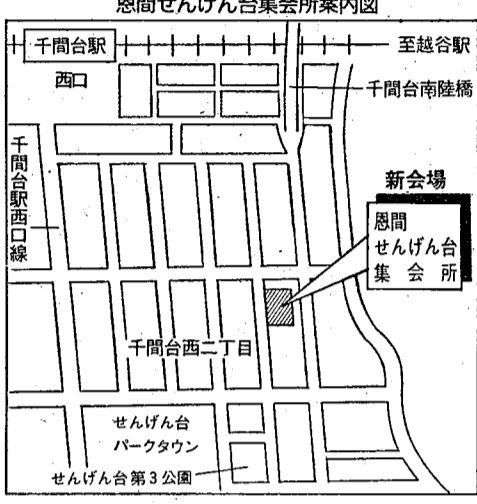 恩間せんげん台集会所案内図
千間台駅
至越谷駅
西口
千間台南陸橋
千間台駅西口線
新会場
恩間
せんげん台
集会所
千間台西二丁目
せんげん台
パークタウン
せんげん台第3公園